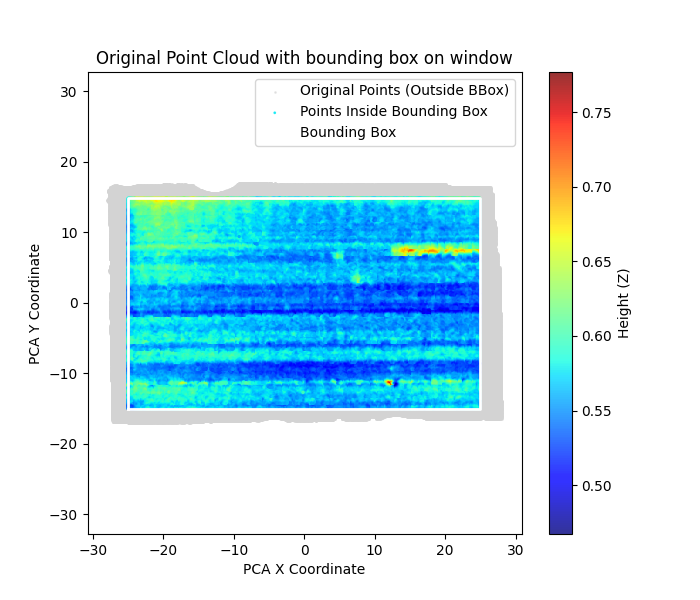 Original Point Cloud with bounding box on window
Original Points (Outside BBox)
Points Inside Bounding Box
Bounding Box
30
20
10
0
−10
−20
−30
PCA Y Coordinate
−30
−20
−10
0
10
20
30
PCA X Coordinate
0.75
0.70
0.65
0.60
0.55
0.50
Height (Z)